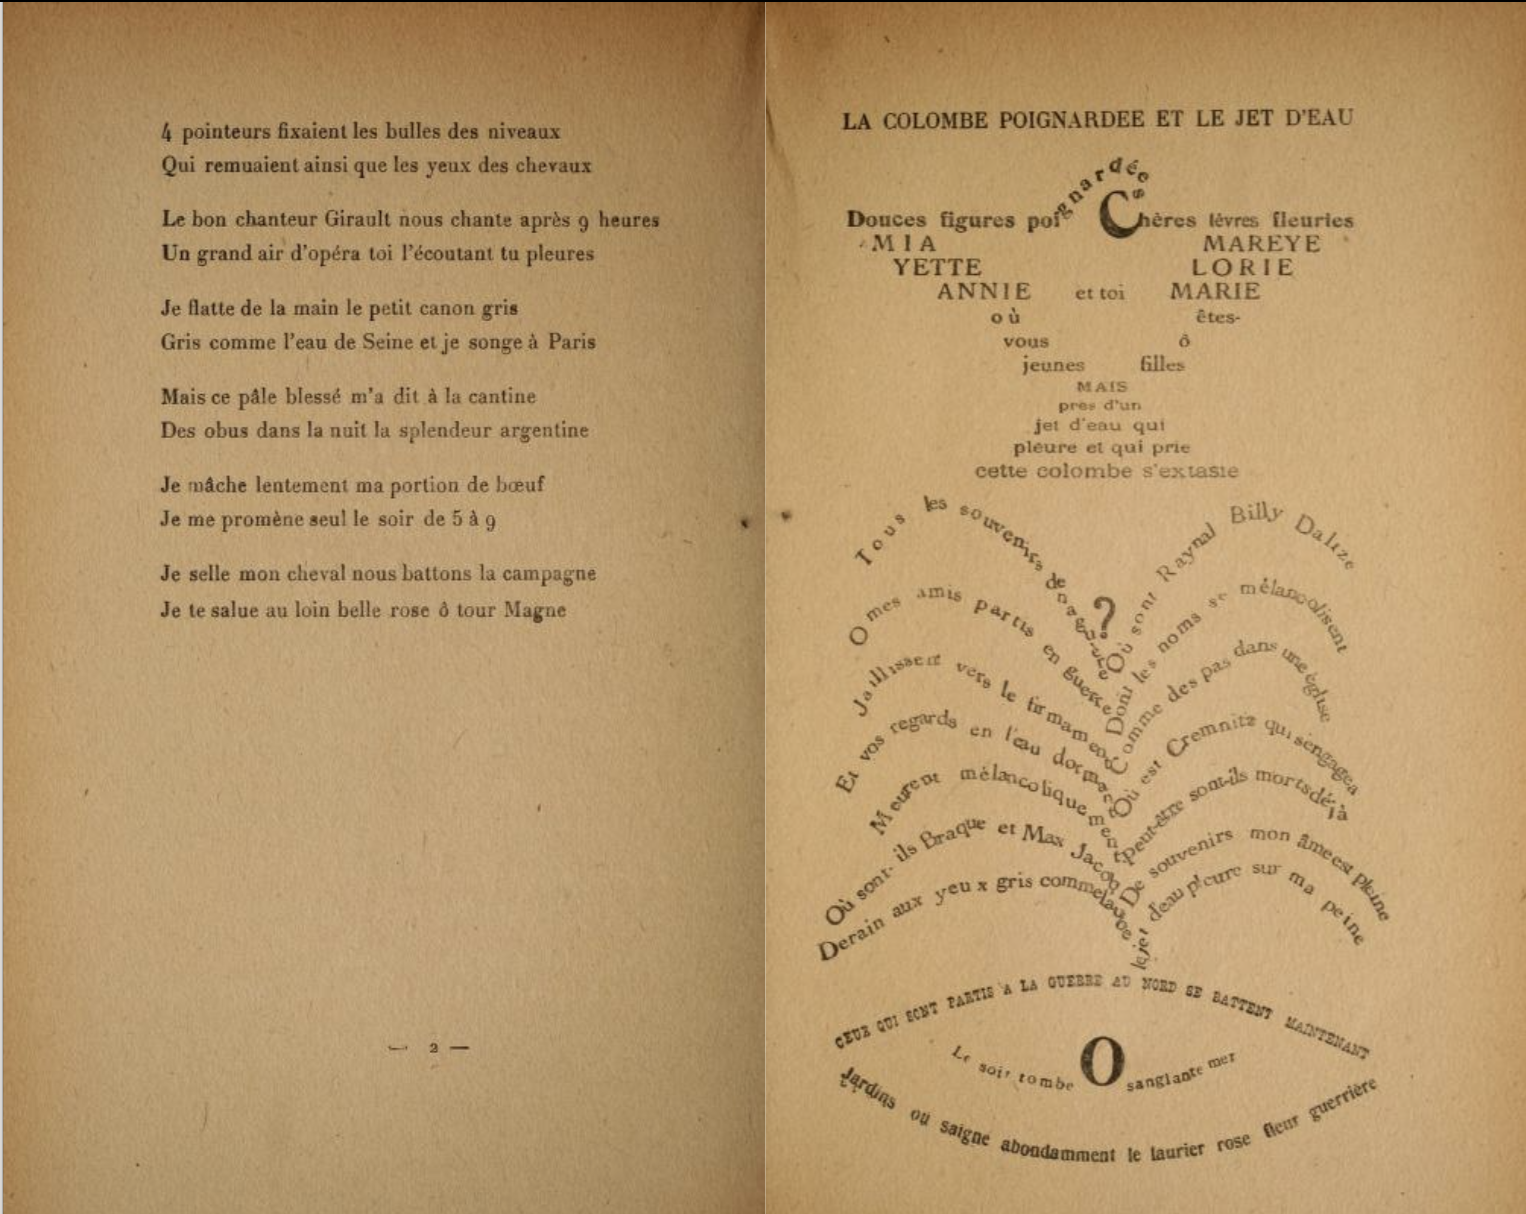 4 pointeurs fixaient les bulles des niveaux
Qui remuaient ainsi que les yeux des chevaux
Le bon chanteur Girault nous chante après 9 heures
Un grand air d'opéra toi l'écoutant tu pleures
Je flatte de la main le petit canon gris
Gris comme l'eau de Seine et je songe à Paris
Mais ce pâle blessé m'a dit à la cantine
Des obus dans la nuit la splendeur argentine
Je mâche lentement ma portion de bœuf
Je me promène seul le soir de 5 à 9
Je selle mon cheval nous battons la campagne
Je te salue au loin belle rose ô tour Magne
— 2 —
LA COLOMBE POIGNARDEE ET LE JET D'EAU
Douces figures poignardées Chères lèvres fleuries
MIA MAREYE
YETTE LORIE
ANNIE et toi MARIE
où êtes-
vous ô
jeunes filles
MAIS
près d'un
jet d'eau qui
pleure et qui prie
cette colombe s'extasie
Tous les souvenirs de naguère
O mes amis partis en guerre
Jaillissent vers le firmament
Et vos regards en l'eau dormant
Meurent mélancoliquement
Où sont-ils Braque et Max Jacob
Derain aux yeux gris comme l'aube
?
Où sont Raynal Billy Dalize
Dont les noms se mélancolisent
Comme des pas dans une église
Où est Cremnitz qui s'engagea
Peut-être sont-ils morts déjà
De souvenirs mon âme est pleine
Le jet d'eau pleure sur ma peine
CEUX QUI SONT PARTIS A LA GUERRE AU NORD SE BATTENT MAINTENANT
Le soir tombe O sanglante mer
Jardins où saigne abondamment le laurier rose fleur guerrière